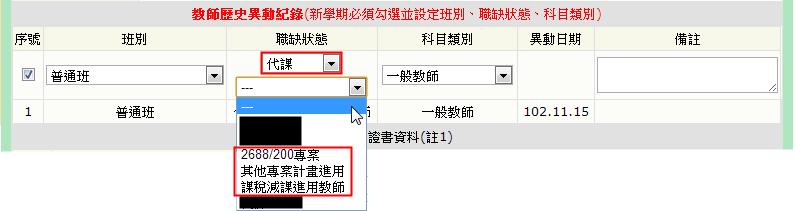 教師歷史異動紀錄(新學期必須勾選並設定班別、職缺狀態、科目類別)
序號 班別 職缺狀態 科目類別 異動日期 備註
普通班 代課 一般教師
---
---
1 普通班 一般教師 102.11.15
證書資料(註1)
2688/200專案
其他專案計畫進用
課稅減課進用教師